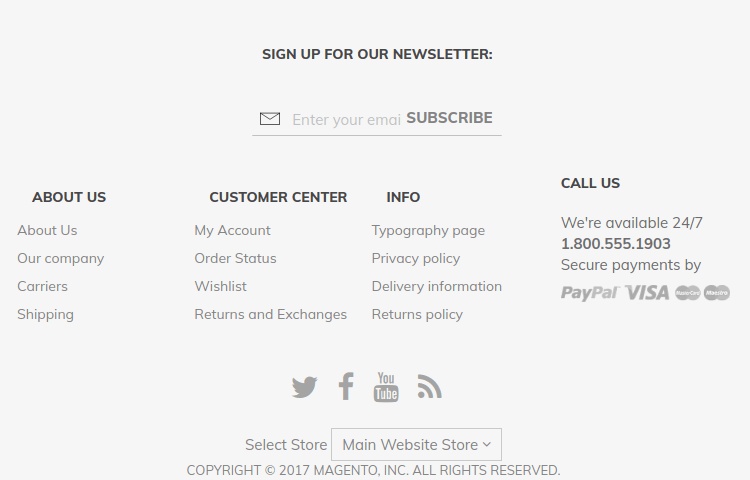 SIGN UP FOR OUR NEWSLETTER:
Enter your emai SUBSCRIBE
ABOUT US
About Us
Our company
Carriers
Shipping
CUSTOMER CENTER
My Account
Order Status
Wishlist
Returns and Exchanges
INFO
Typography page
Privacy policy
Delivery information
Returns policy
CALL US
We're available 24/7
1.800.555.1903
Secure payments by
PayPal VISA MasterCard Maestro
You
Tube
Select Store Main Website Store
COPYRIGHT © 2017 MAGENTO, INC. ALL RIGHTS RESERVED.